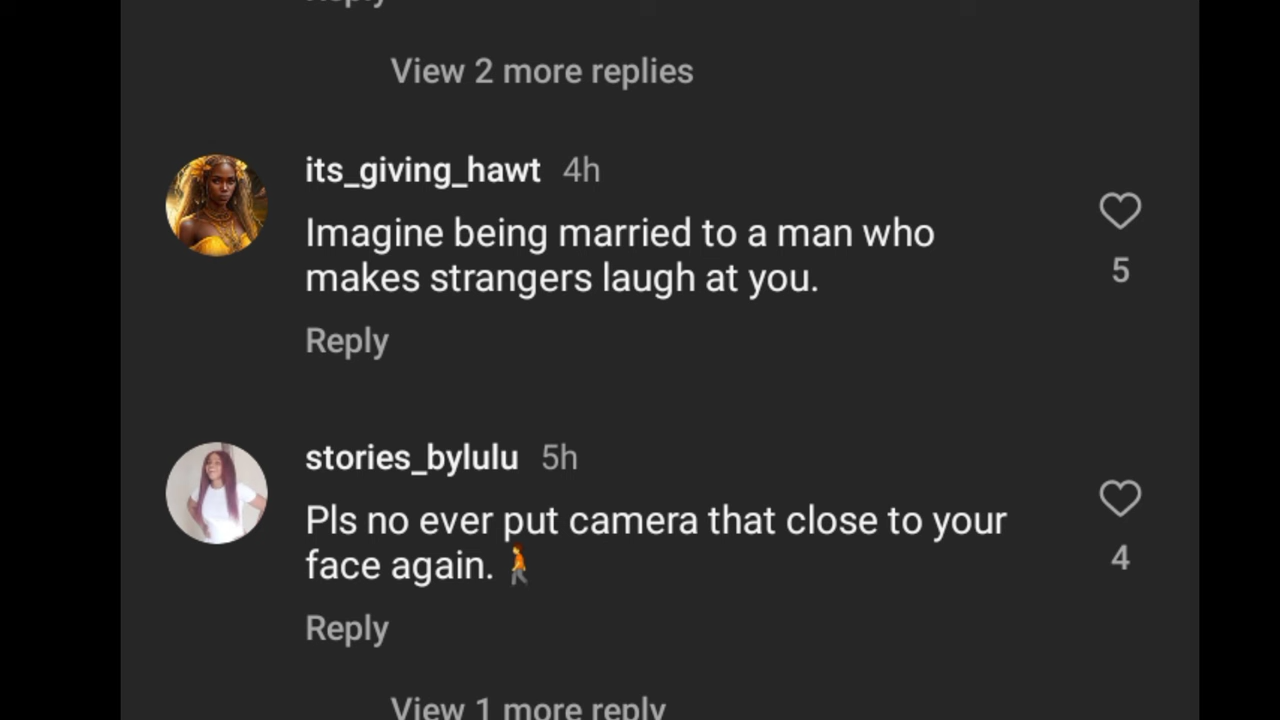 Reply
View 2 more replies
its_giving_hawt 4h
Imagine being married to a man who
makes strangers laugh at you.
5
Reply
stories_bylulu 5h
Pls no ever put camera that close to your
face again. 🚶
4
Reply
View 1 more reply